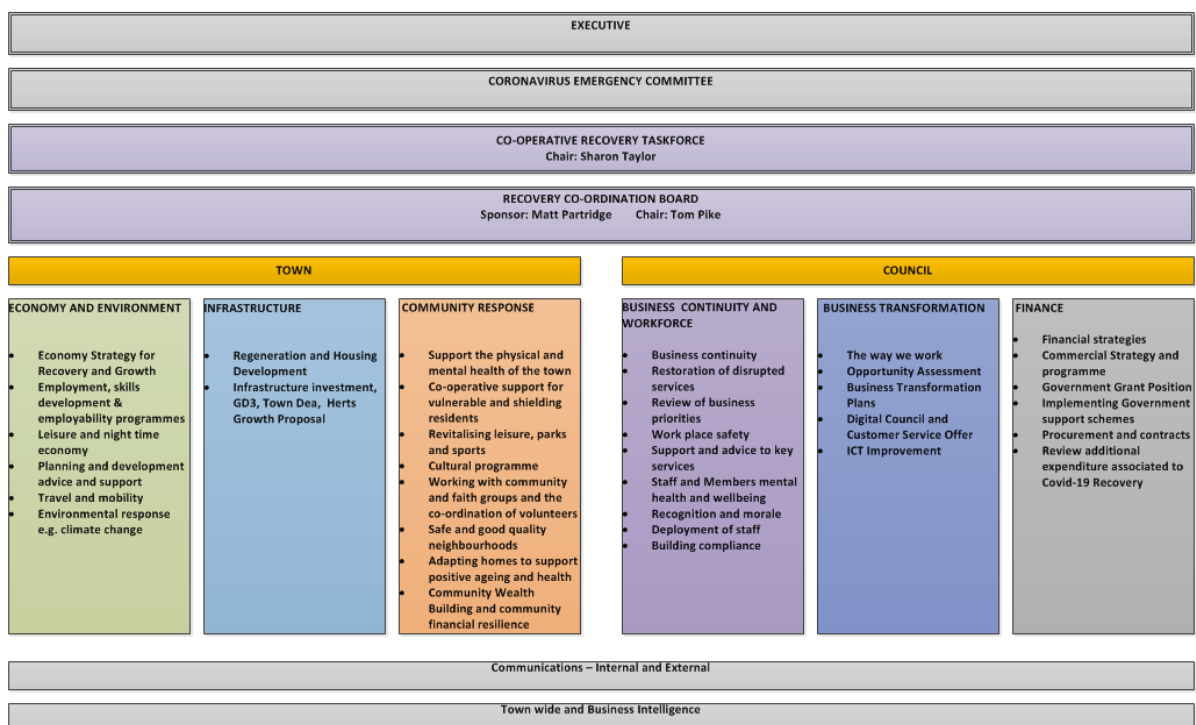 EXECUTIVE
CORONAVIRUS EMERGENCY COMMITTEE
CO-OPERATIVE RECOVERY TASKFORCE
Chair: Sharon Taylor
RECOVERY CO-ORDINATION BOARD
Sponsor: Matt Partridge Chair: Tom Pike
TOWN
ECONOMY AND ENVIRONMENT
• Economy Strategy for
Recovery and Growth
• Employment, skills
development &
employability programmes
• Leisure and night time
economy
• Planning and development
advice and support
• Travel and mobility
• Environmental response
e.g. climate change
INFRASTRUCTURE
• Regeneration and Housing
Development
• Infrastructure investment,
GD3, Town Dea, Herts
Growth Proposal
COMMUNITY RESPONSE
• Support the physical and
mental health of the town
• Co-operative support for
vulnerable and shielding
residents
• Revitalising leisure, parks
and sports
• Cultural programme
• Working with community
and faith groups and the
co-ordination of volunteers
• Safe and good quality
neighbourhoods
• Adapting homes to support
positive ageing and health
• Community Wealth
Building and community
financial resilience
COUNCIL
BUSINESS CONTINUITY AND
WORKFORCE
• Business continuity
• Restoration of disrupted
services
• Review of business
priorities
• Work place safety
• Support and advice to key
services
• Staff and Members mental
health and wellbeing
• Recognition and morale
• Deployment of staff
• Building compliance
BUSINESS TRANSFORMATION
• The way we work
• Opportunity Assessment
• Business Transformation
Plans
• Digital Council and
Customer Service Offer
• ICT Improvement
FINANCE
• Financial strategies
• Commercial Strategy and
programme
• Government Grant Position
• Implementing Government
support schemes
• Procurement and contracts
• Review additional
expenditure associated to
Covid-19 Recovery
Communications – Internal and External
Town wide and Business Intelligence